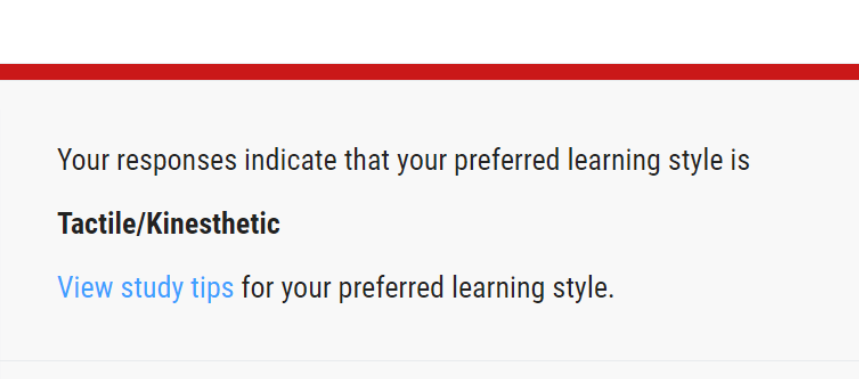 Your responses indicate that your preferred learning style is
Tactile/Kinesthetic
View study tips for your preferred learning style.